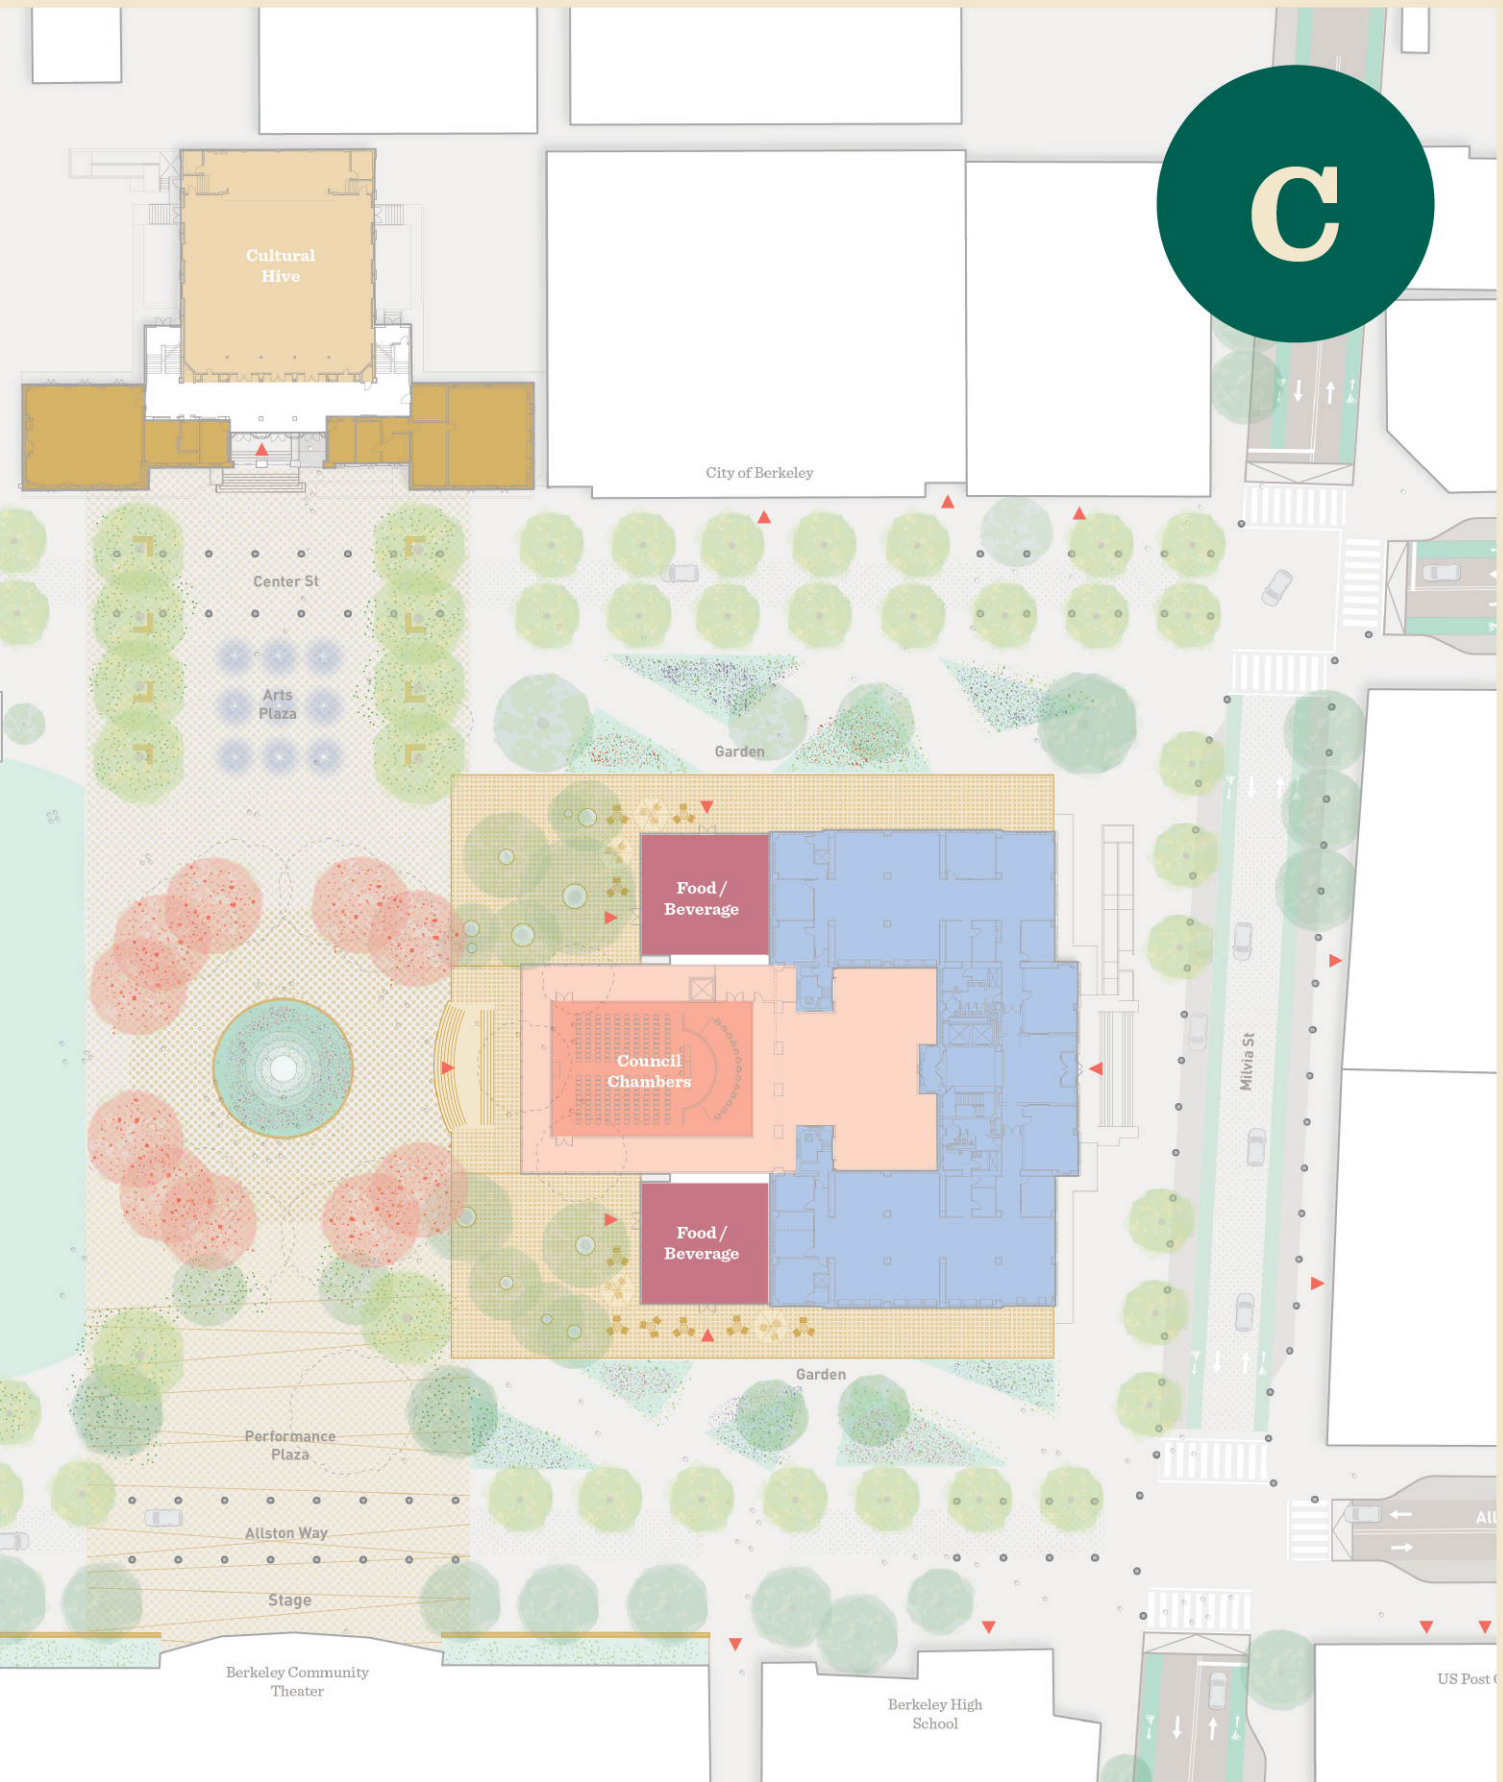 C
Cultural
Hive
City of Berkeley
Center St
Arts
Plaza
Garden
Food /
Beverage
Council
Chambers
Milvia St
Food /
Beverage
Garden
Performance
Plaza
Allston Way
All
Stage
Berkeley Community
Theater
Berkeley High
School
US Post